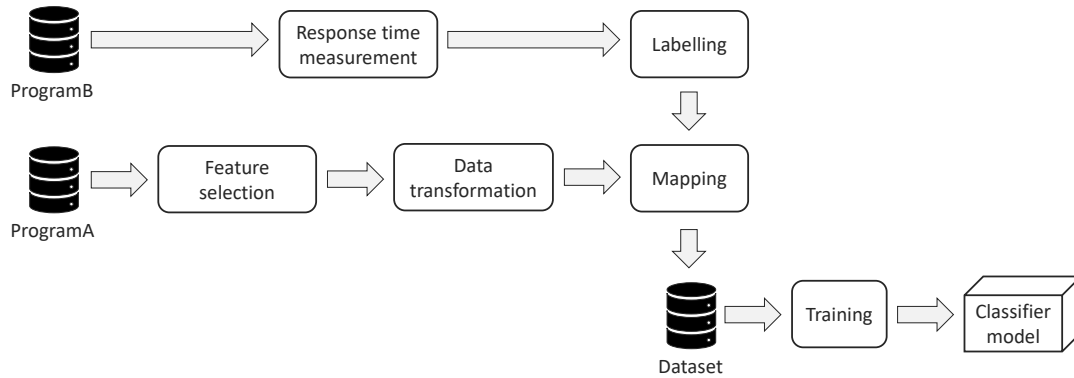 Response time
measurement
Labelling
ProgramB
Feature
selection
Data
transformation
Mapping
ProgramA
Training
Classifier
model
Dataset